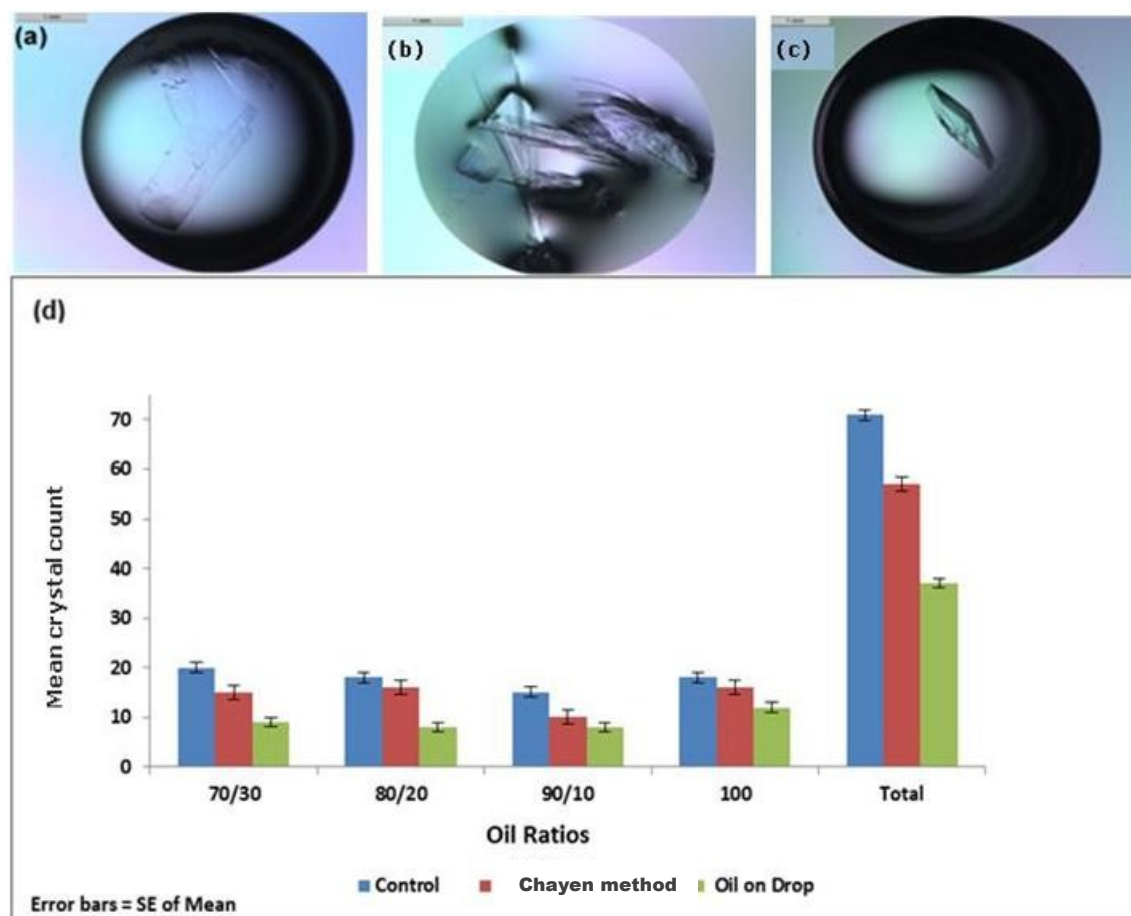 (a)
(b)
(c)
(d)
Mean crystal count
70
60
50
40
30
20
10
0
70/30 80/20 90/10 100 Total
Oil Ratios
Control Chayen method Oil on Drop
Error bars = SE of Mean